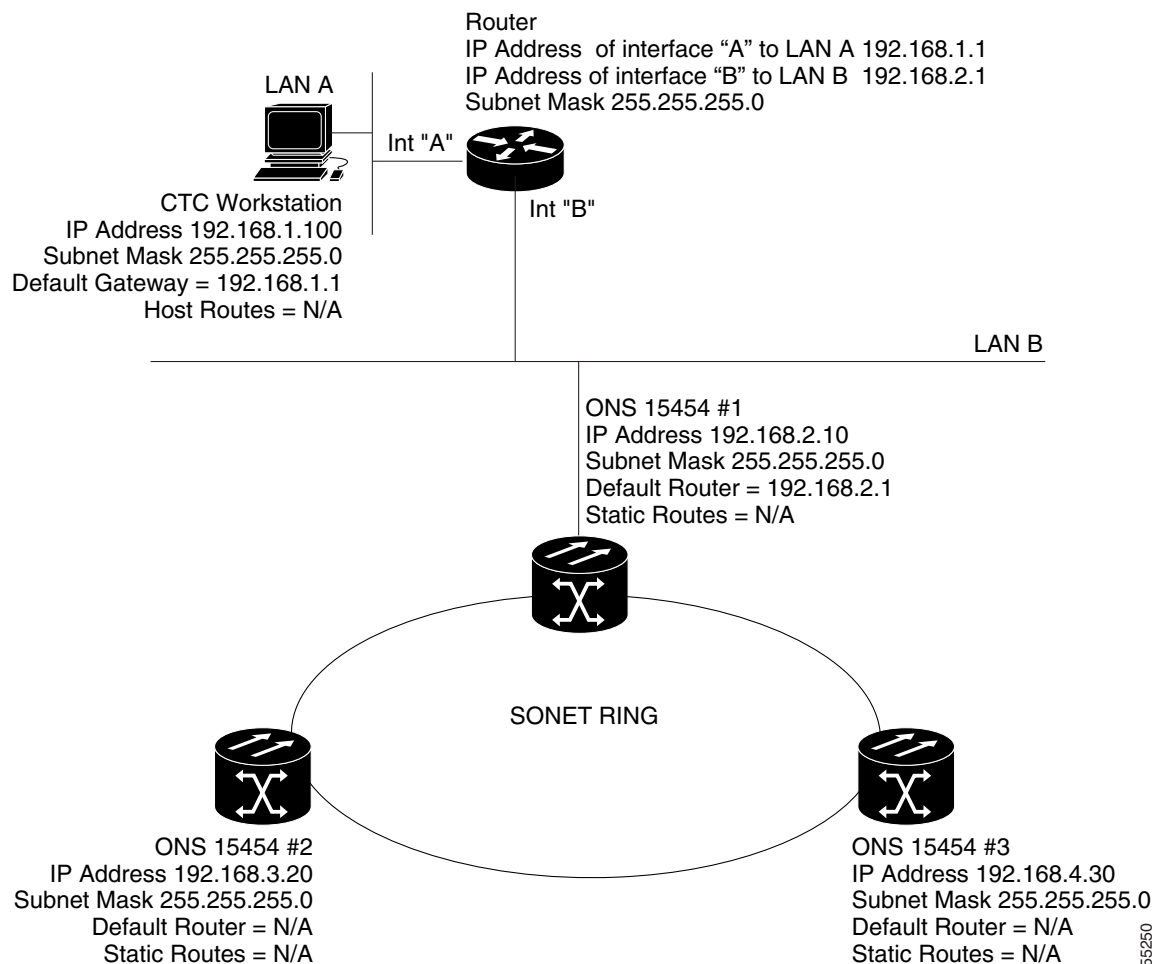 Router
IP Address of interface “A” to LAN A 192.168.1.1
IP Address of interface “B” to LAN B 192.168.2.1
Subnet Mask 255.255.255.0
LAN A
Int "A"
CTC Workstation
IP Address 192.168.1.100
Subnet Mask 255.255.255.0
Default Gateway = 192.168.1.1
Host Routes = N/A
Int "B"
LAN B
ONS 15454 #1
IP Address 192.168.2.10
Subnet Mask 255.255.255.0
Default Router = 192.168.2.1
Static Routes = N/A
SONET RING
ONS 15454 #2
IP Address 192.168.3.20
Subnet Mask 255.255.255.0
Default Router = N/A
Static Routes = N/A
ONS 15454 #3
IP Address 192.168.4.30
Subnet Mask 255.255.255.0
Default Router = N/A
Static Routes = N/A
55250